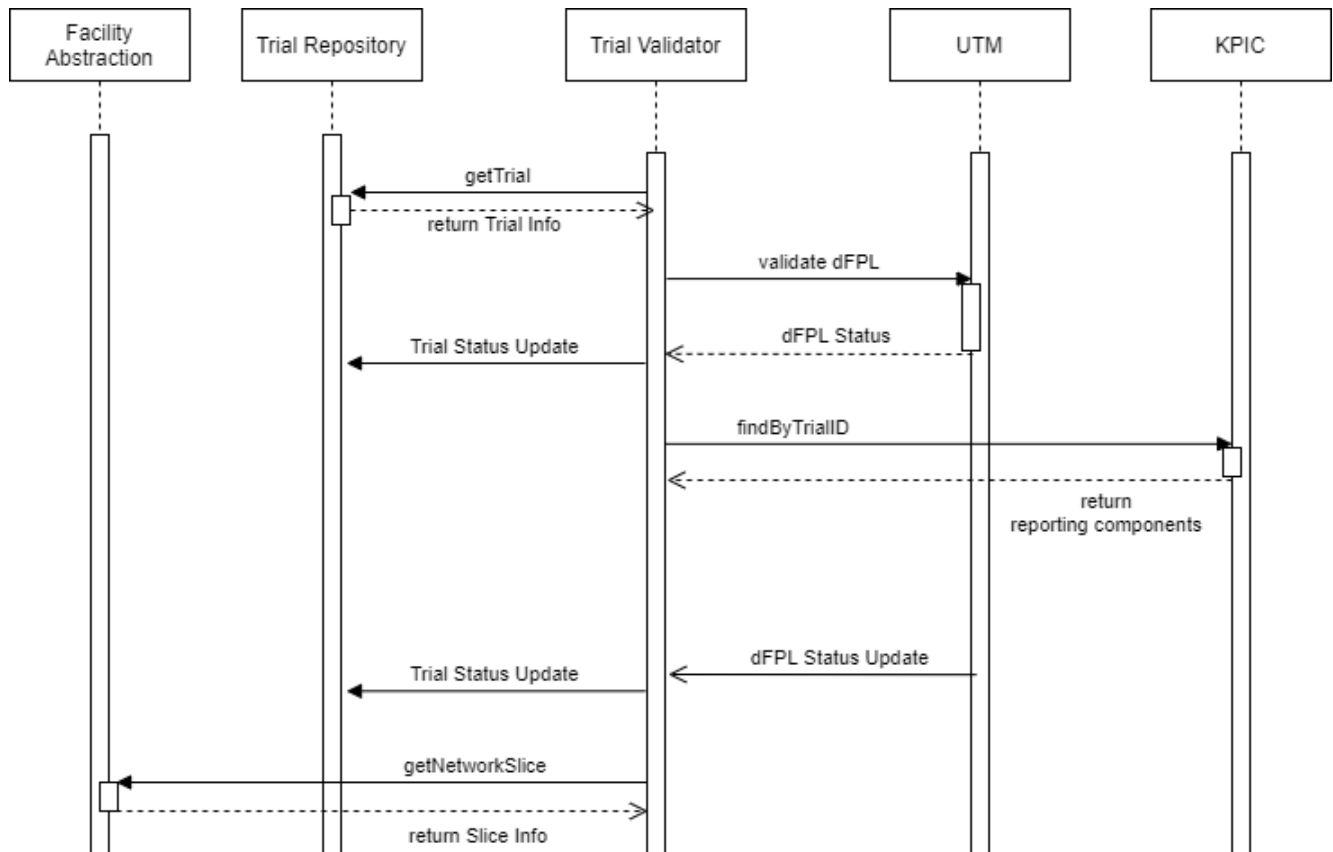 Facility
Abstraction
Trial Repository
Trial Validator
UTM
KPIC
getTrial
return Trial Info
validate dFPL
dFPL Status
Trial Status Update
findByTrialID
return
reporting components
dFPL Status Update
Trial Status Update
getNetworkSlice
return Slice Info